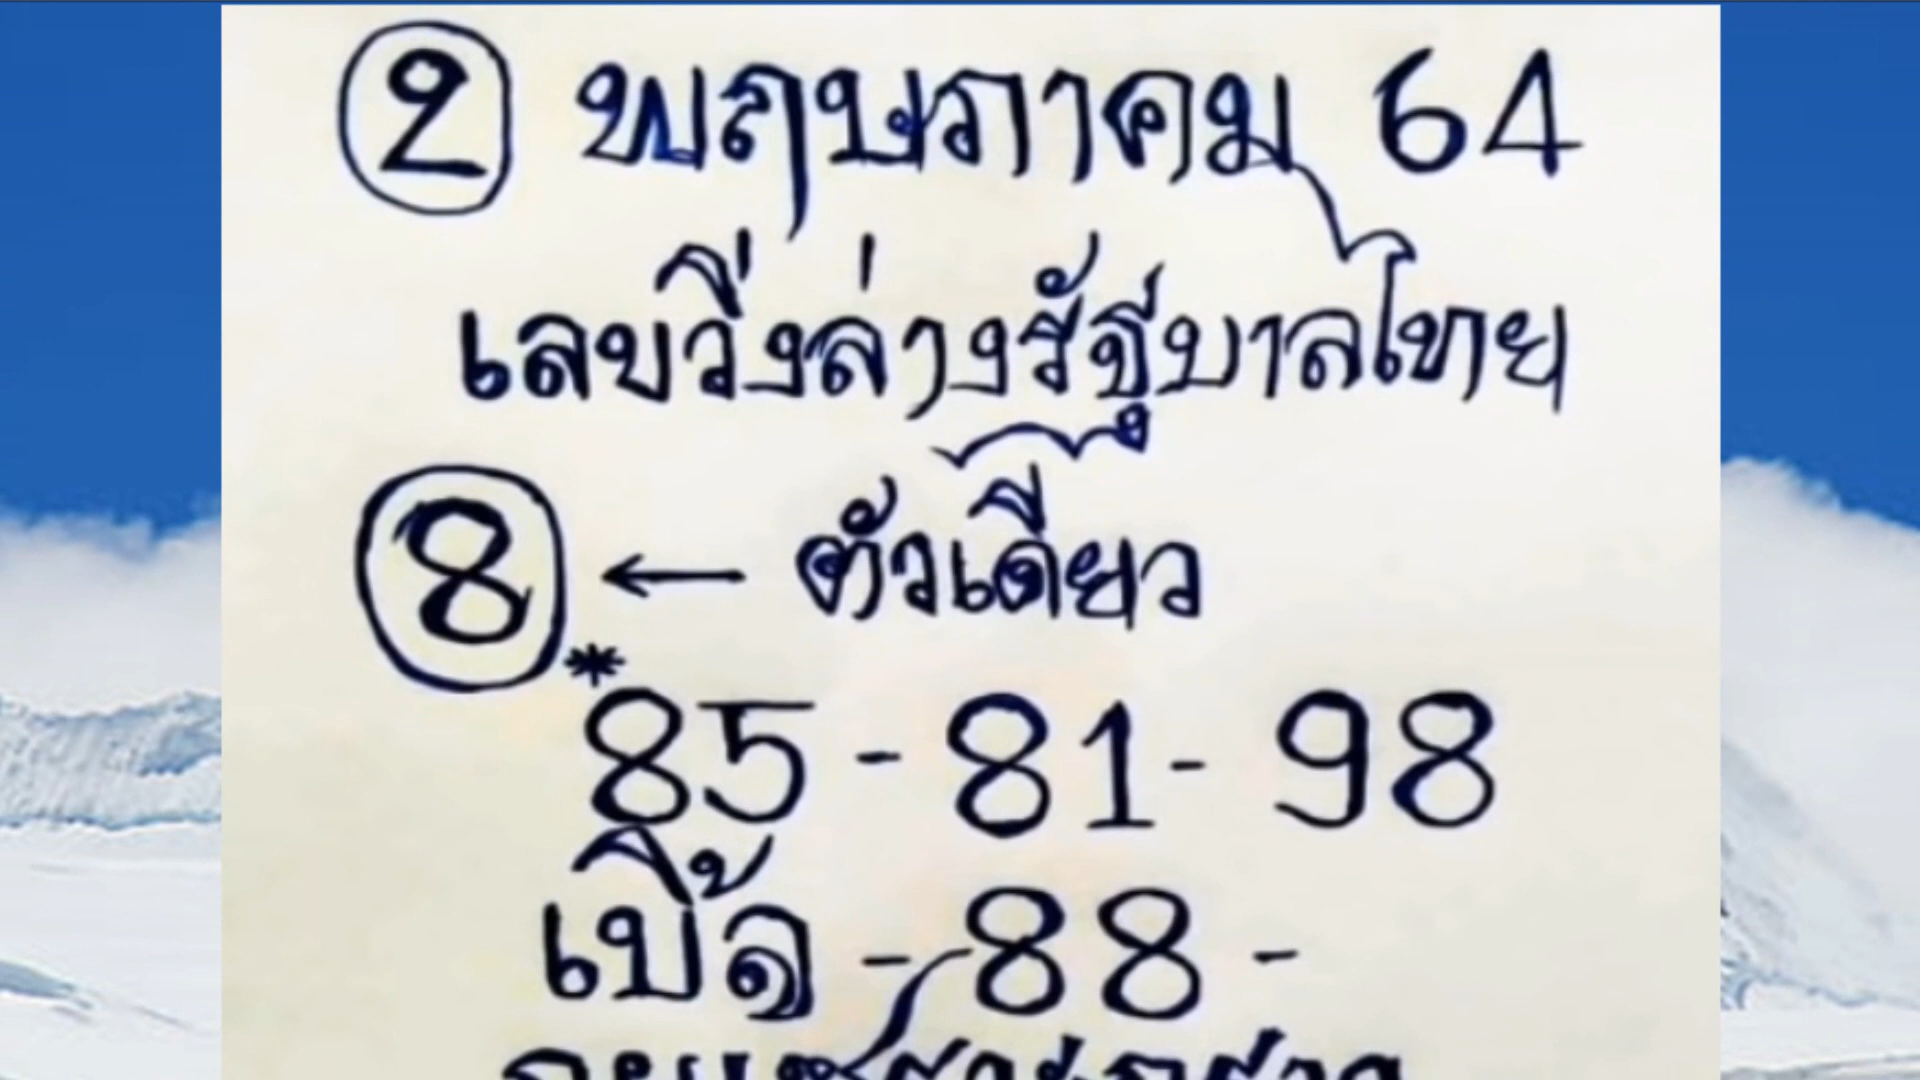 2 พฤษภาคม 64
เลขวิ่งล่างรัฐบาลไทย
8 ← ตัวเดียว
*85 - 81 - 98
เบิ้ล - 88 -